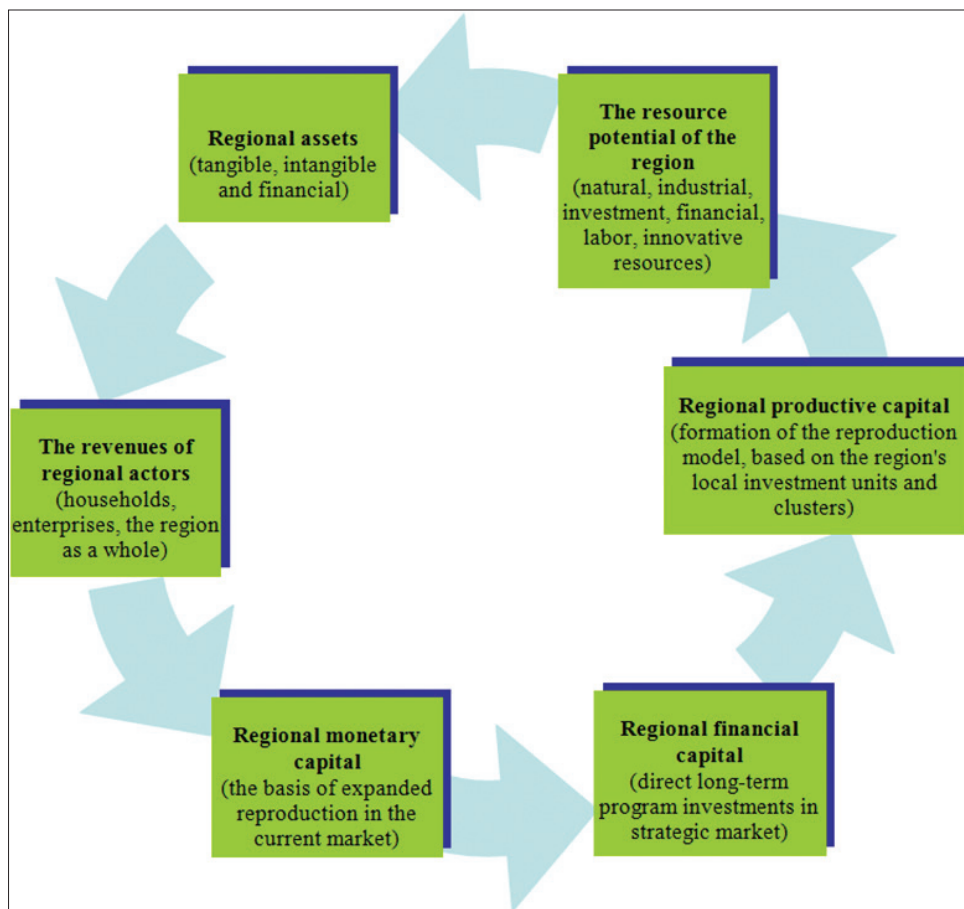 Regional assets
(tangible, intangible
and financial)
The resource
potential of the
region
(natural, industrial,
investment, financial,
labor, innovative
resources)
The revenues of
regional actors
(households,
enterprises, the region
as a whole)
Regional productive capital
(formation of the reproduction
model, based on the region's
local investment units and
clusters)
Regional monetary
capital
(the basis of expanded
reproduction in the
current market)
Regional financial
capital
(direct long-term
program investments in
strategic market)